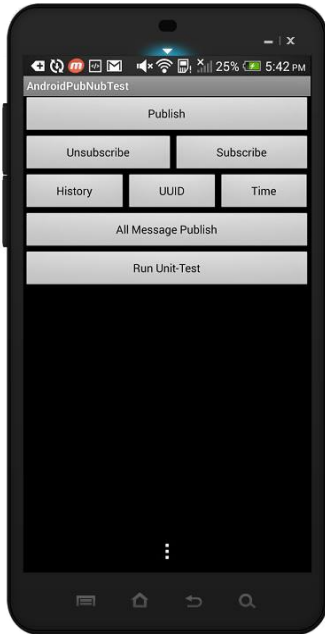 25% 5:42 PM
AndroidPubNubTest
Publish
Unsubscribe Subscribe
History UUID Time
All Message Publish
Run Unit-Test